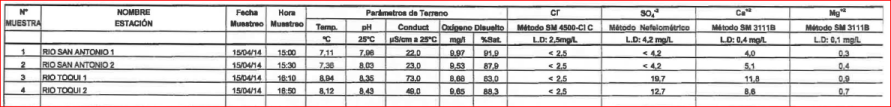 N° MUESTRA NOMBRE ESTACIÓN Fecha Muestreo Hora Muestreo Parámetros de Terreno Cl⁻ SO₄⁻² Ca⁺² Mg⁺²
Temp. pH Conduct Oxígeno Disuelto Método SM 4500-Cl C Método Nefelométrico Método SM 3111B Método SM 3111B
°C 25°C µS/cm a 25°C mg/l %Sat. L.D: 2,5mg/L L.D: 4,2 mg/L L.D: 0,4 mg/L L.D: 0,1 mg/L
1 RIO SAN ANTONIO 1 15/04/14 15:00 7,11 7,96 22,0 9,97 91,9 < 2,5 < 4,2 4,0 0,3
2 RIO SAN ANTONIO 2 15/04/14 15:30 7,36 8,03 23,0 9,53 87,9 < 2,5 < 4,2 5,1 0,4
3 RIO TOQUI 1 15/04/14 16:10 8,94 8,35 73,0 8,68 83,0 < 2,5 19,7 11,8 0,9
4 RIO TOQUI 2 15/04/14 18:50 8,12 8,43 49,0 9,65 88,3 < 2,5 12,7 8,6 0,7